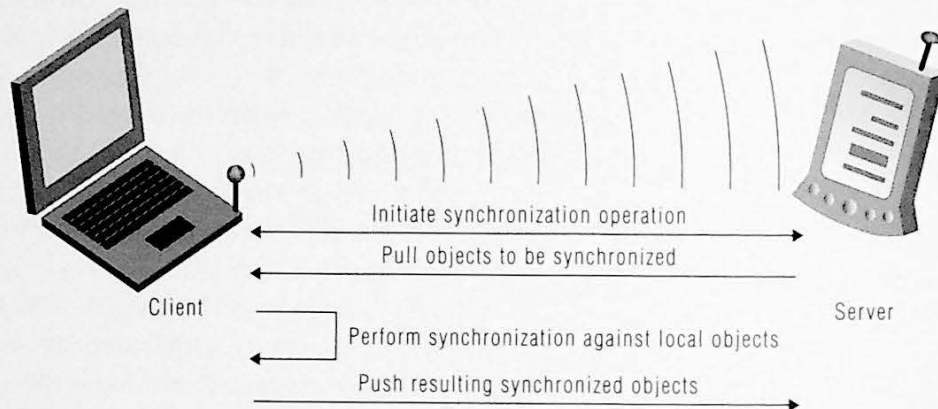 Initiate synchronization operation
Pull objects to be synchronized
Client
Server
Perform synchronization against local objects
Push resulting synchronized objects